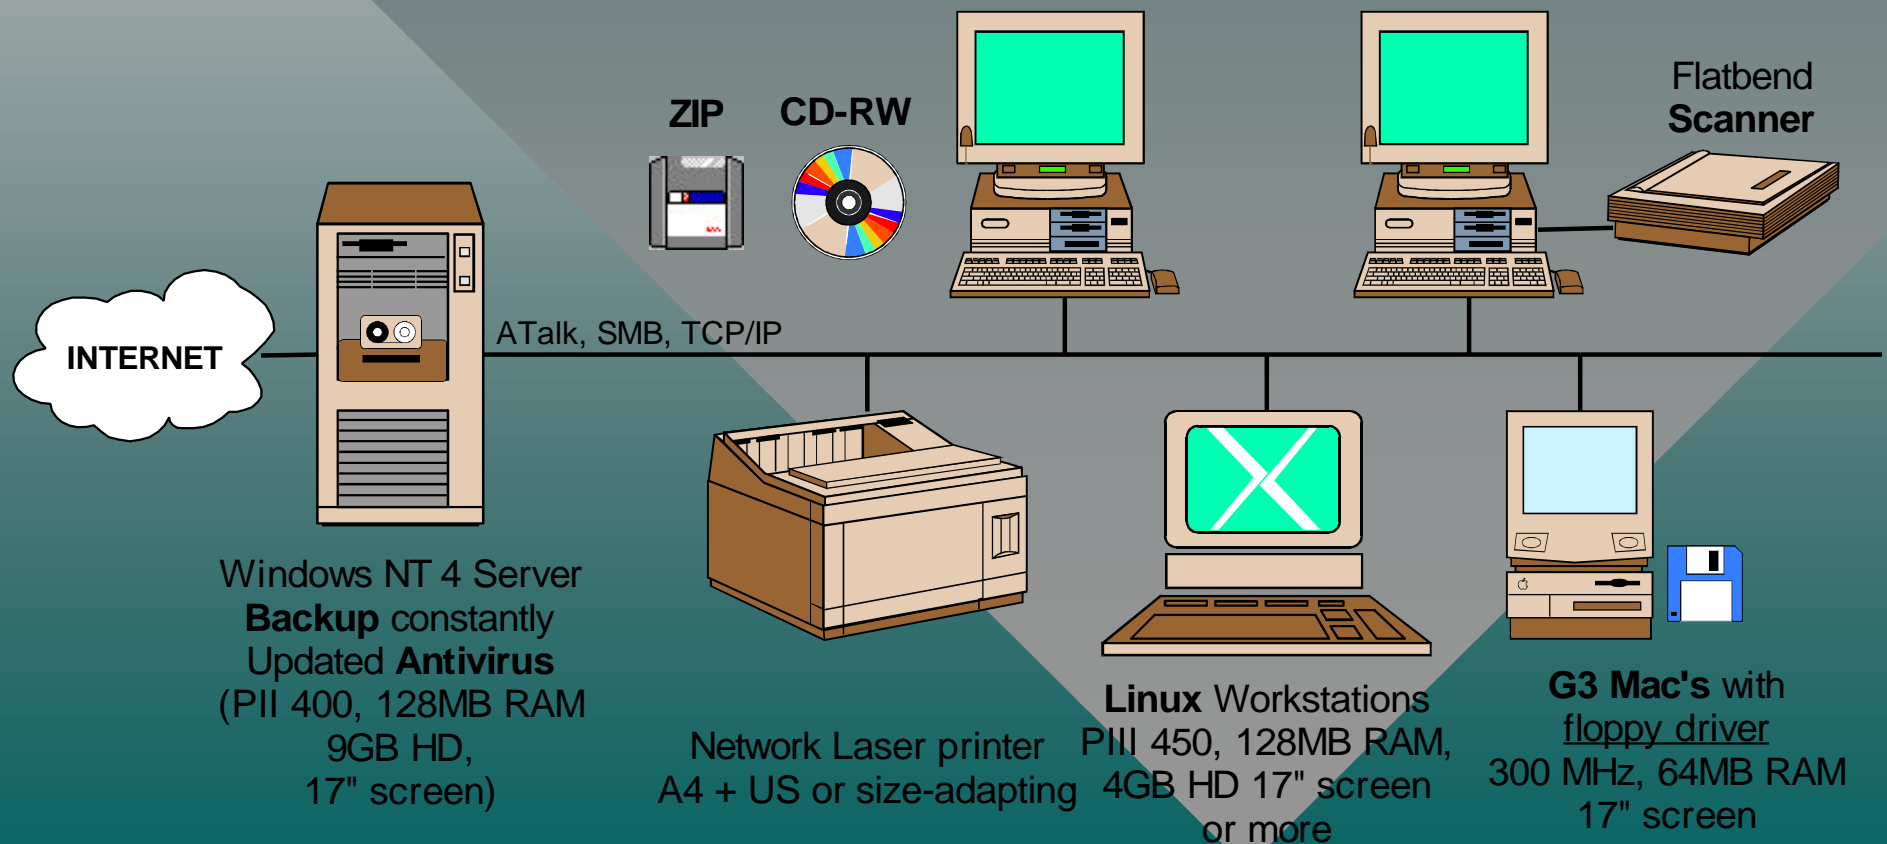 ZIP
CD-RW
Flatbend
Scanner
INTERNET
ATalk, SMB, TCP/IP
Windows NT 4 Server
Backup constantly
Updated Antivirus
(PII 400, 128MB RAM
9GB HD,
17" screen)
Network Laser printer
A4 + US or size-adapting
Linux Workstations
PIII 450, 128MB RAM,
4GB HD 17" screen
or more
G3 Mac's with
floppy driver
300 MHz, 64MB RAM
17" screen